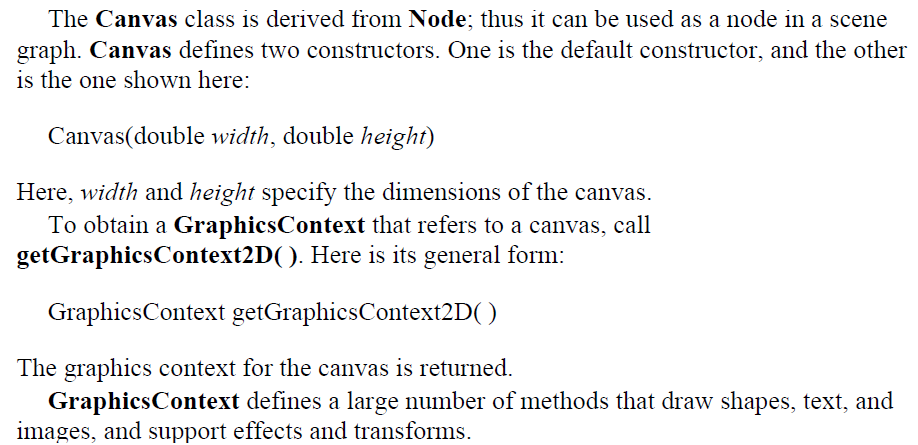 The Canvas class is derived from Node; thus it can be used as a node in a scene
graph. Canvas defines two constructors. One is the default constructor, and the other
is the one shown here:
Canvas(double width, double height)
Here, width and height specify the dimensions of the canvas.
To obtain a GraphicsContext that refers to a canvas, call
getGraphicsContext2D( ). Here is its general form:
GraphicsContext getGraphicsContext2D( )
The graphics context for the canvas is returned.
GraphicsContext defines a large number of methods that draw shapes, text, and
images, and support effects and transforms.